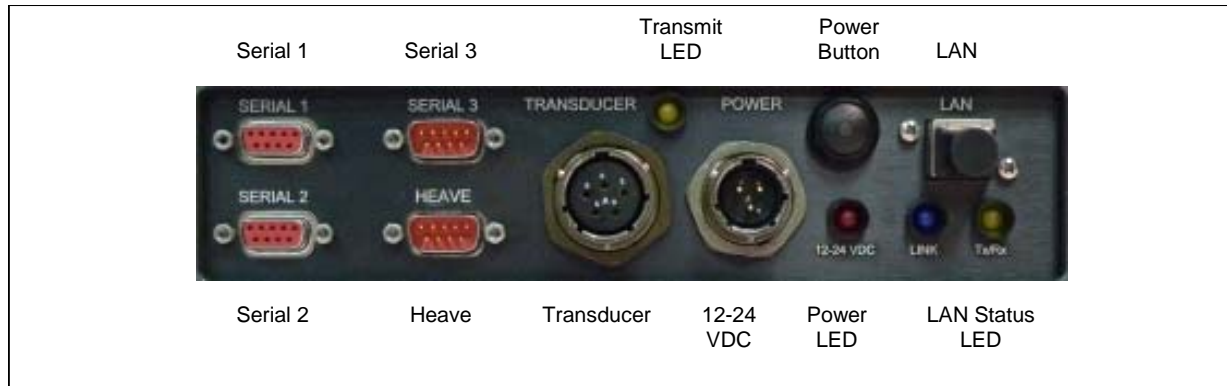 Transmit LED
Power Button
Serial 1
Serial 3
LAN
SERIAL 1
SERIAL 3
TRANSDUCER
POWER
LAN
SERIAL 2
HEAVE
12-24 VDC
LINK
Tx/Rx
Serial 2
Heave
Transducer
12-24 VDC
Power LED
LAN Status LED